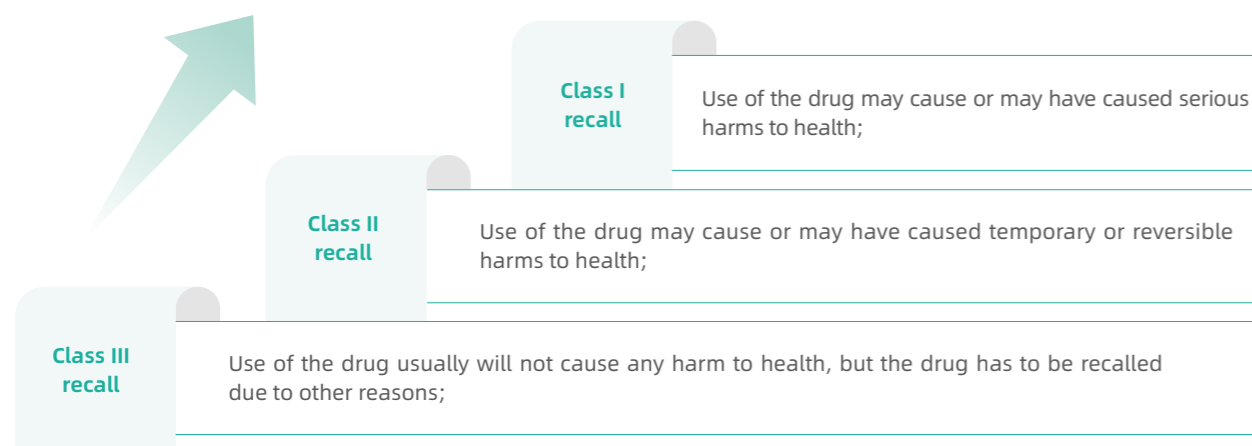 Class I
recall
Use of the drug may cause or may have caused serious
harms to health;
Class II
recall
Use of the drug may cause or may have caused temporary or reversible
harms to health;
Class III
recall
Use of the drug usually will not cause any harm to health, but the drug has to be recalled
due to other reasons;